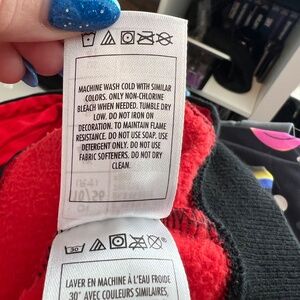 MACHINE WASH COLD WITH SIMILAR
COLORS. ONLY NON-CHLORINE
BLEACH WHEN NEEDED. TUMBLE DRY
LOW. DO NOT IRON ON
DECORATION. TO MAINTAIN FLAME
RESISTANCE. DO NOT USE SOAP. USE
DETERGENT ONLY. DO NOT USE
FABRIC SOFTENERS. DO NOT DRY
CLEAN.
30
LAVER EN MACHINE À L'EAU FROIDE
30° AVEC COULEURS SIMILAIRES,